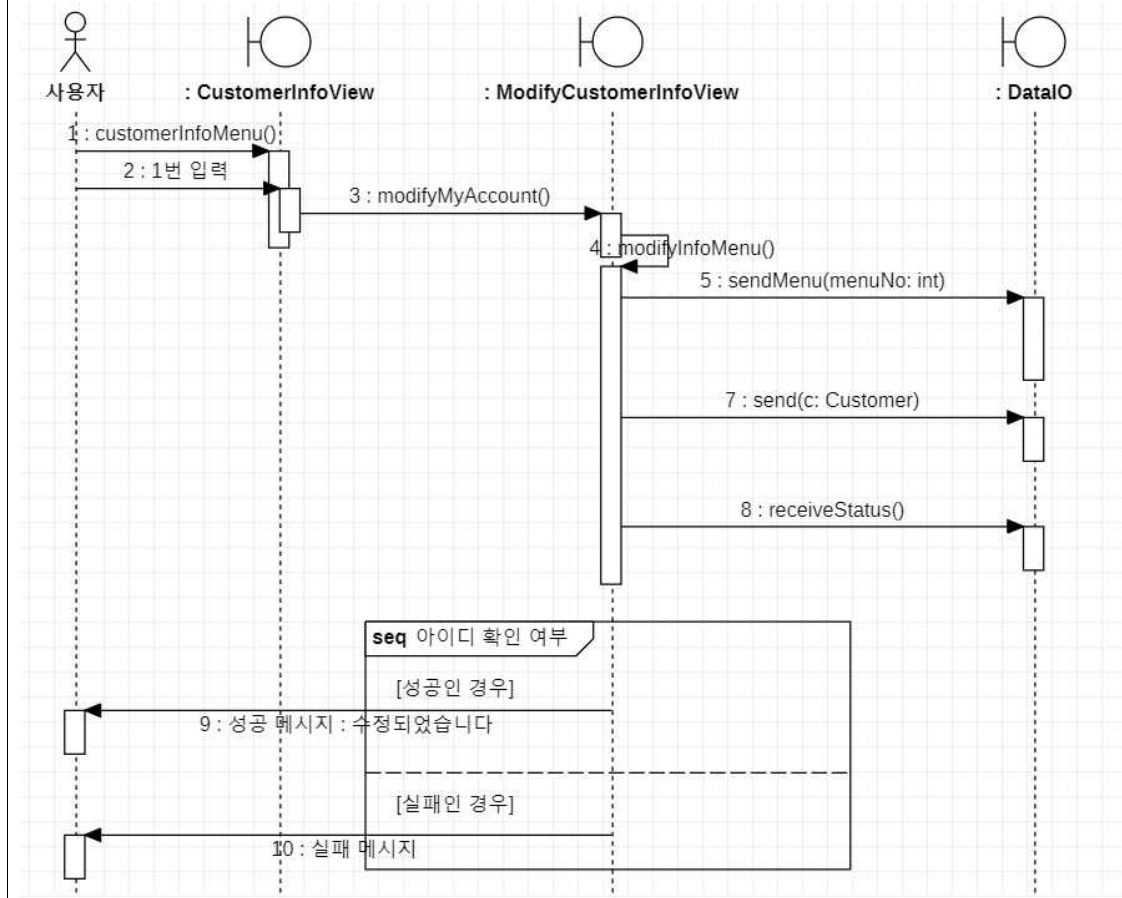 사용자
: CustomerInfoView
: ModifyCustomerInfoView
: DataIO
1 : customerInfoMenu()
2 : 1번 입력
3 : modifyMyAccount()
4 : modifyInfoMenu()
5 : sendMenu(menuNo: int)
7 : send(c: Customer)
8 : receiveStatus()
seq 아이디 확인 여부
[성공인 경우]
9 : 성공 메시지 : 수정되었습니다
[실패인 경우]
10 : 실패 메시지